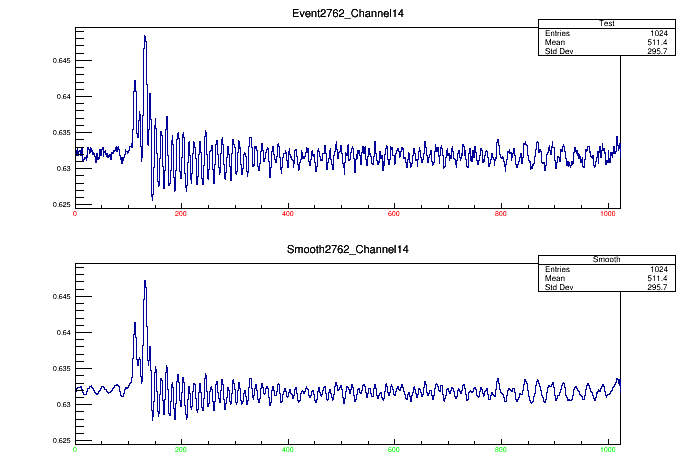 Event2762_Channel14
Test
Entries 1024
Mean 511.4
Std Dev 295.7
0.645
0.64
0.635
0.63
0.625
0 200 400 600 800 1000
Smooth2762_Channel14
Smooth
Entries 1024
Mean 511.4
Std Dev 295.7
0.645
0.64
0.635
0.63
0.625
0 200 400 600 800 1000